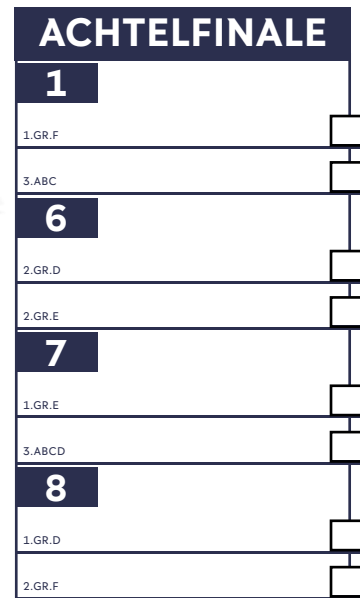 ACHTELFINALE
1
1.GR.F
3.ABC
6
2.GR.D
2.GR.E
7
1.GR.E
3.ABCD
8
1.GR.D
2.GR.F